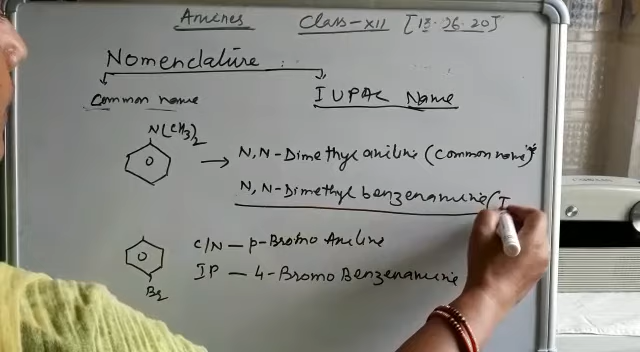 Amines Class-XII [13-26-20]
Nomenclature
Common name IUPAC Name
N(CH3)2
N,N-Dimethyl aniline (Common name)
N,N-Dimethyl benzenamine (I
C/N - p-Bromo Aniline
IP - 4-Bromo Benzenamine
Br